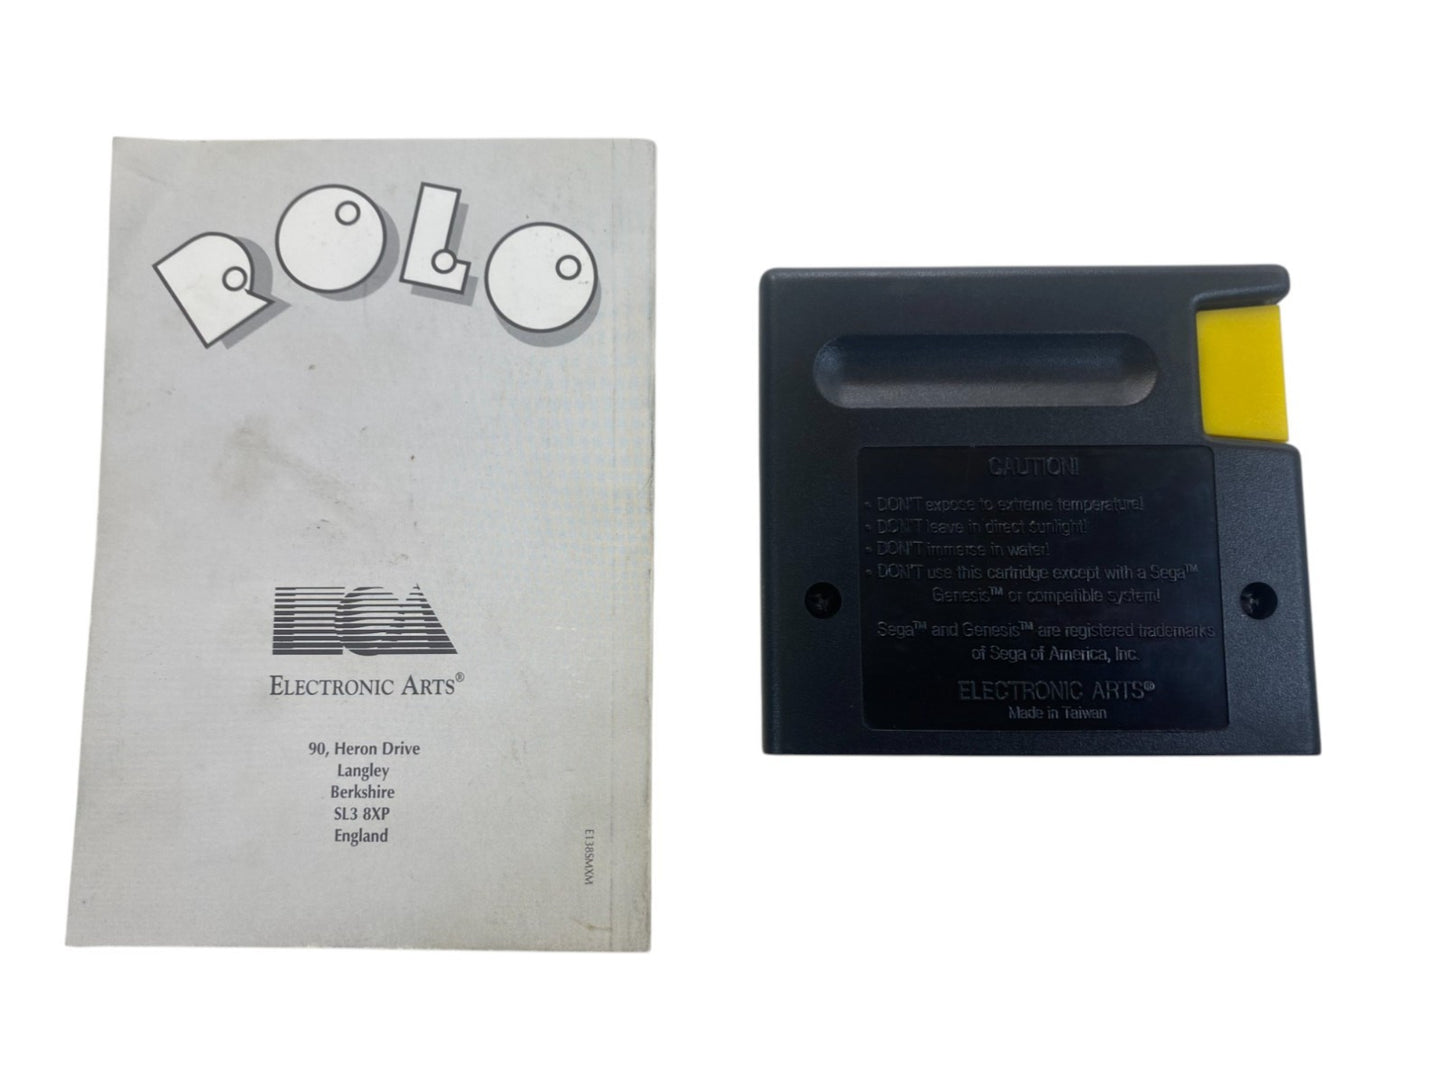 ROLO
EA
ELECTRONIC ARTS®
90, Heron Drive
Langley
Berkshire
SL3 8XP
England
E138SMXM
CAUTION!
• DON'T expose to extreme temperature!
• DON'T leave in direct sunlight!
• DON'T immerse in water!
• DON'T use this cartridge except with a Sega™
Genesis™ or compatible system!
Sega™ and Genesis™ are registered trademarks
of Sega of America, Inc.
ELECTRONIC ARTS®
Made in Taiwan